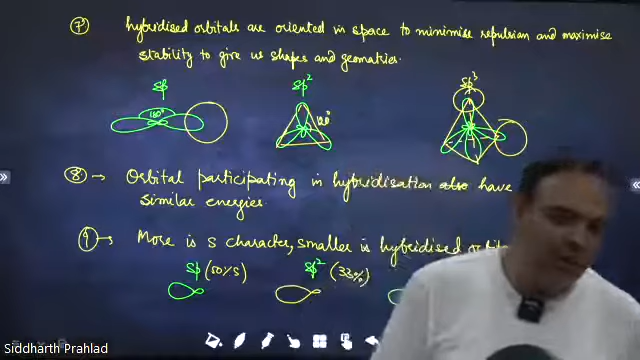 7) hybridised orbitals are oriented in space to minimise repulsion and maximise
stability to give us shapes and geometries.
sp sp² sp³
180° 120°
8) → Orbital participating in hybridisation also have
similar energies
9) → More is s character, smaller is hybridised
sp (50%s) sp² (33%)
Siddharth Prahlad